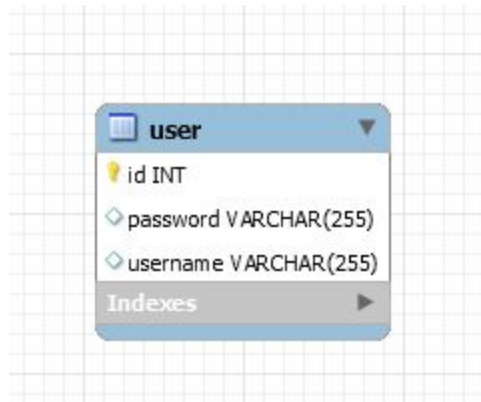 user
id INT
password VARCHAR(255)
username VARCHAR(255)
Indexes